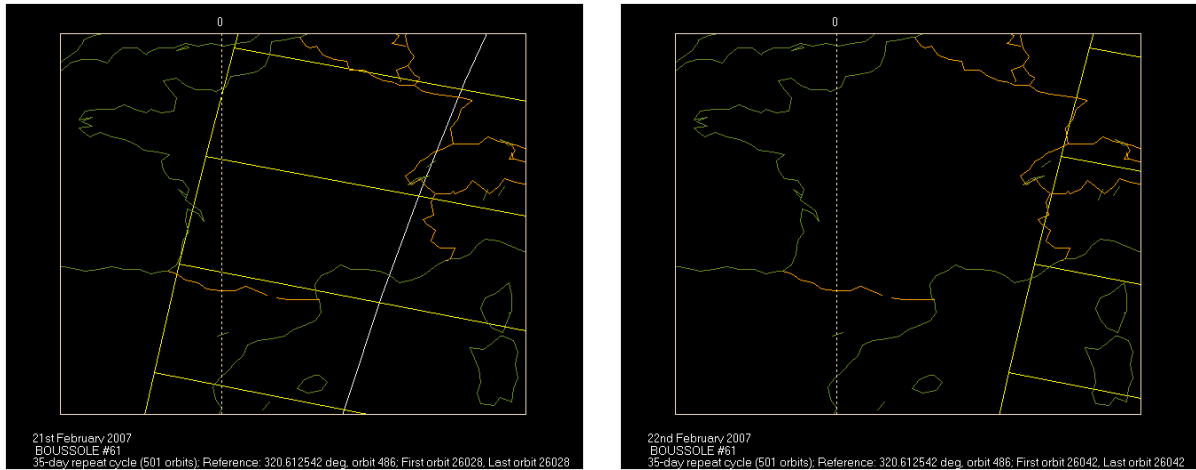 0
21st February 2007
BOUSSOLE #61
35-day repeat cycle (501 orbits); Reference: 320.612542 deg, orbit 486; First orbit 26028, Last orbit 26028
0
22nd February 2007
BOUSSOLE #61
35-day repeat cycle (501 orbits); Reference: 320.612542 deg, orbit 486; First orbit 26042, Last orbit 26042